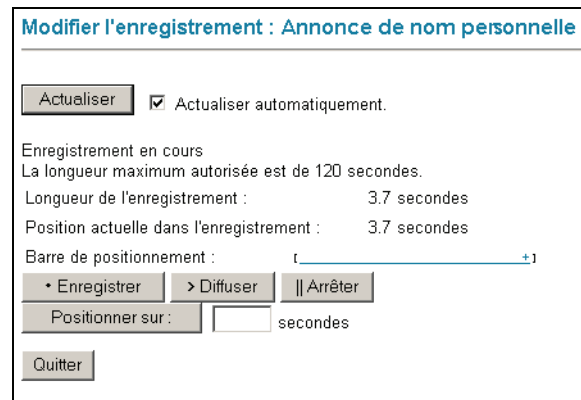 Modifier l'enregistrement : Annonce de nom personnelle
Actualiser Actualiser automatiquement.
Enregistrement en cours
La longueur maximum autorisée est de 120 secondes.
Longueur de l'enregistrement : 3.7 secondes
Position actuelle dans l'enregistrement : 3.7 secondes
Barre de positionnement : [ + ]
• Enregistrer > Diffuser || Arrêter
Positionner sur : secondes
Quitter